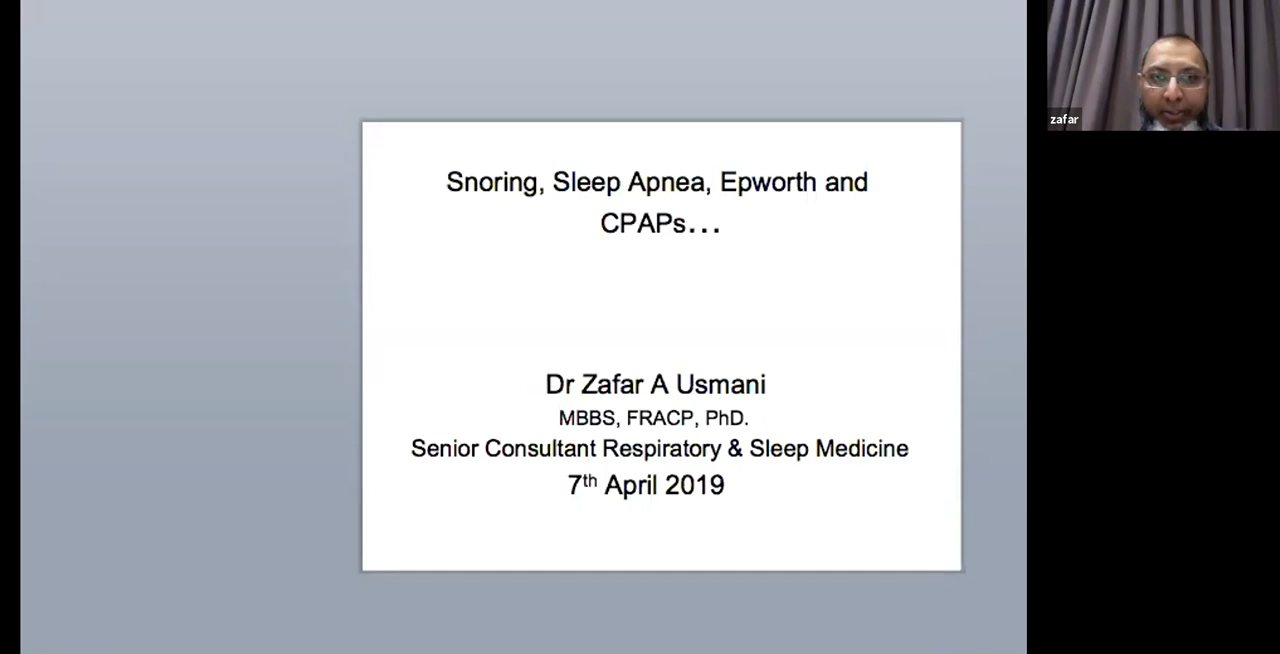 Snoring, Sleep Apnea, Epworth and
CPAPs...
Dr Zafar A Usmani
MBBS, FRACP, PhD.
Senior Consultant Respiratory & Sleep Medicine
7th April 2019
zafar